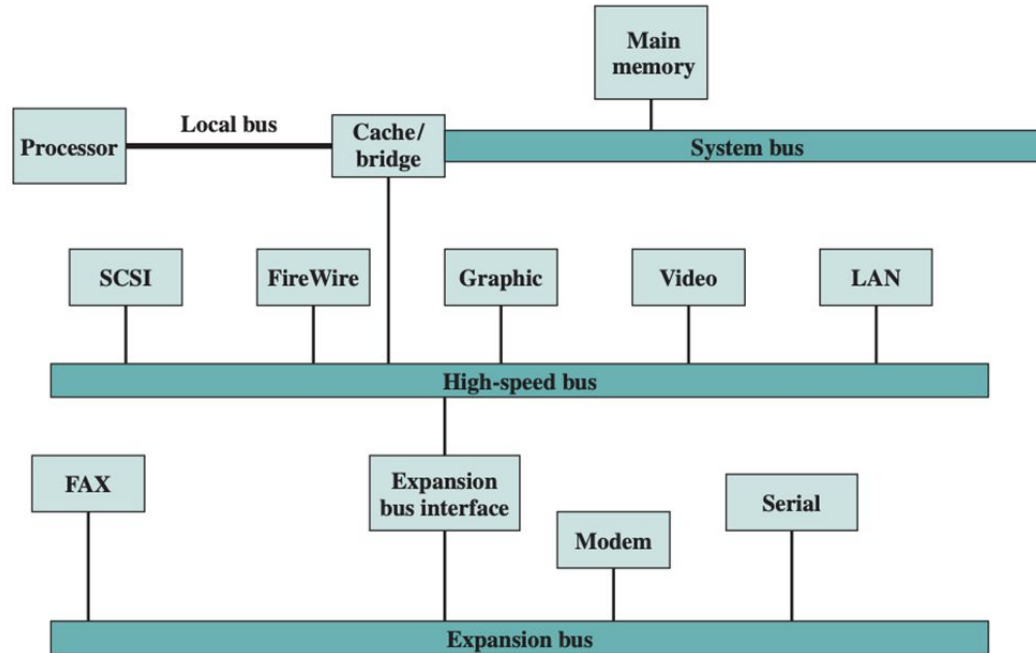 Main
memory
Local bus
Processor
Cache/
bridge
System bus
SCSI
FireWire
Graphic
Video
LAN
High-speed bus
FAX
Expansion
bus interface
Modem
Serial
Expansion bus